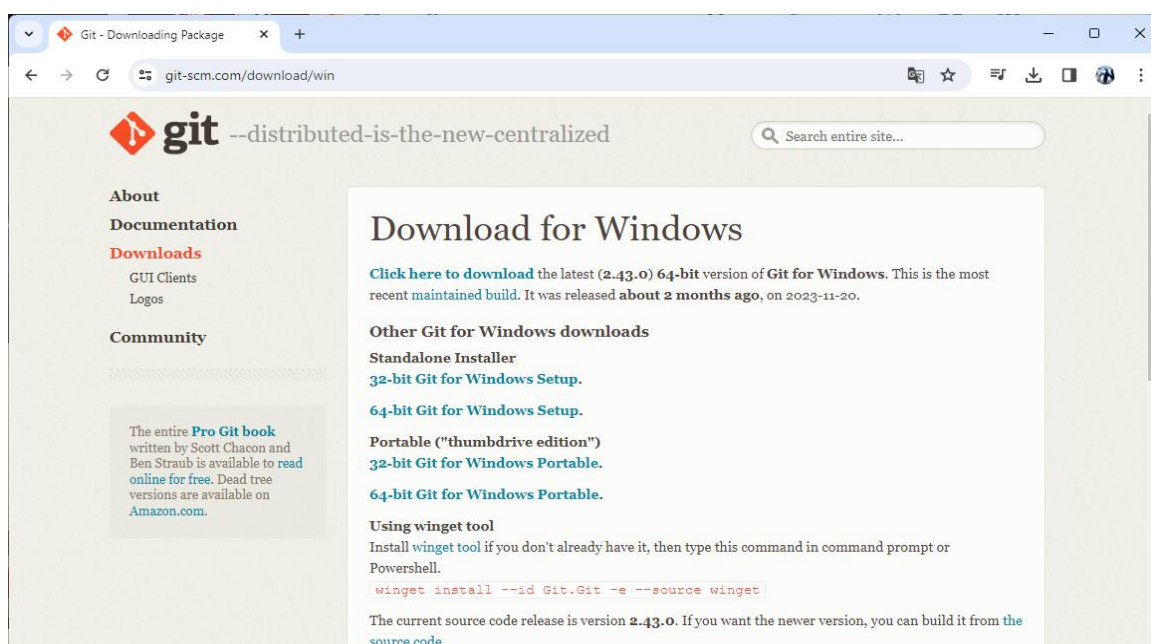 Git - Downloading Package
git-scm.com/download/win
git --distributed-is-the-new-centralized
Search entire site...
About
Documentation
Downloads
GUI Clients
Logos
Community
The entire Pro Git book
written by Scott Chacon and
Ben Straub is available to read
online for free. Dead tree
versions are available on
Amazon.com.
Download for Windows
Click here to download the latest (2.43.0) 64-bit version of Git for Windows. This is the most
recent maintained build. It was released about 2 months ago, on 2023-11-20.
Other Git for Windows downloads
Standalone Installer
32-bit Git for Windows Setup.
64-bit Git for Windows Setup.
Portable ("thumbdrive edition")
32-bit Git for Windows Portable.
64-bit Git for Windows Portable.
Using winget tool
Install winget tool if you don't already have it, then type this command in command prompt or
Powershell.
winget install --id Git.Git -e --source winget
The current source code release is version 2.43.0. If you want the newer version, you can build it from the
source code.